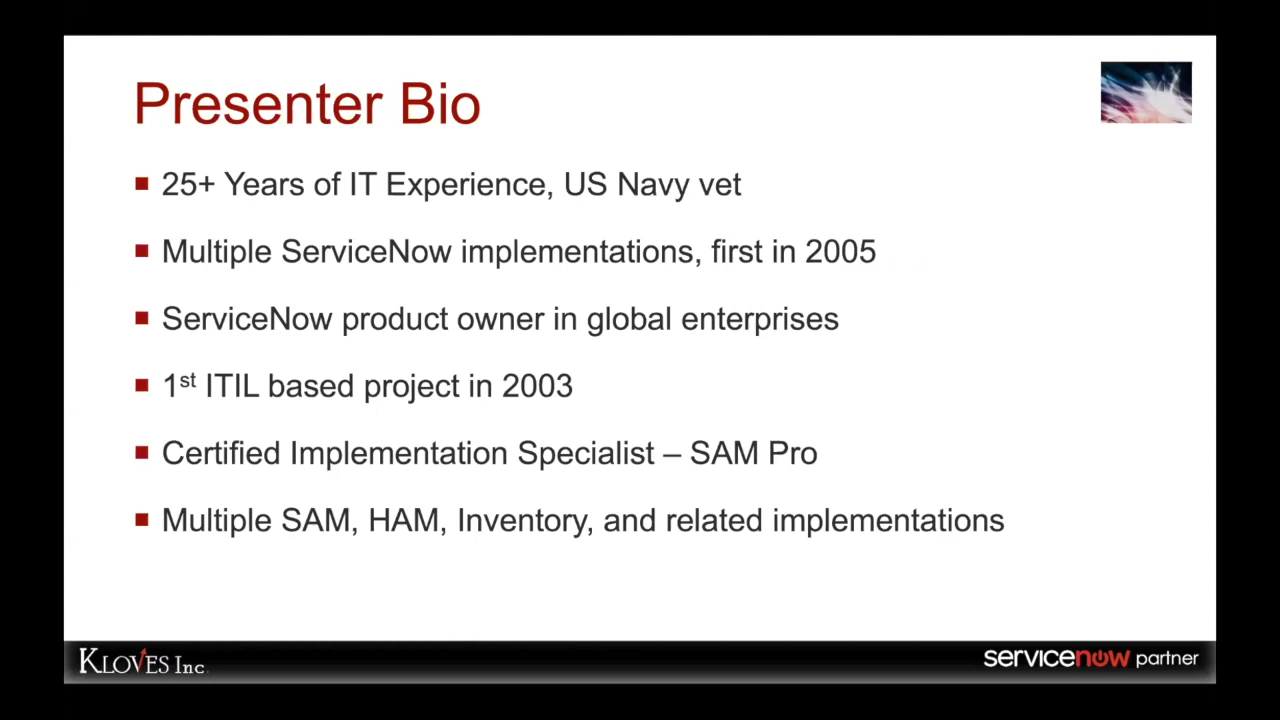 Presenter Bio
25+ Years of IT Experience, US Navy vet
Multiple ServiceNow implementations, first in 2005
ServiceNow product owner in global enterprises
1st ITIL based project in 2003
Certified Implementation Specialist – SAM Pro
Multiple SAM, HAM, Inventory, and related implementations
KLOVES INC.
servicenow partner